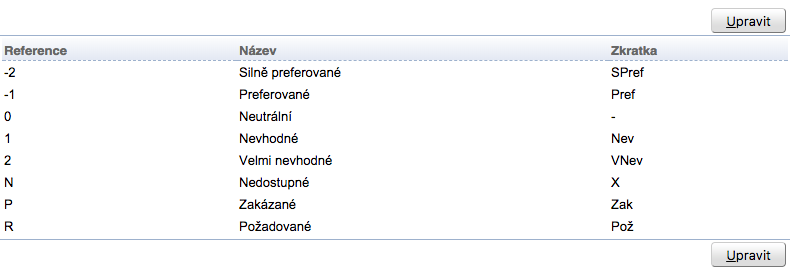 Upravit
Reference Název Zkratka
-2 Silně preferované SPref
-1 Preferované Pref
0 Neutrální -
1 Nevhodné Nev
2 Velmi nevhodné VNev
N Nedostupné X
P Zakázané Zak
R Požadované Pož
Upravit